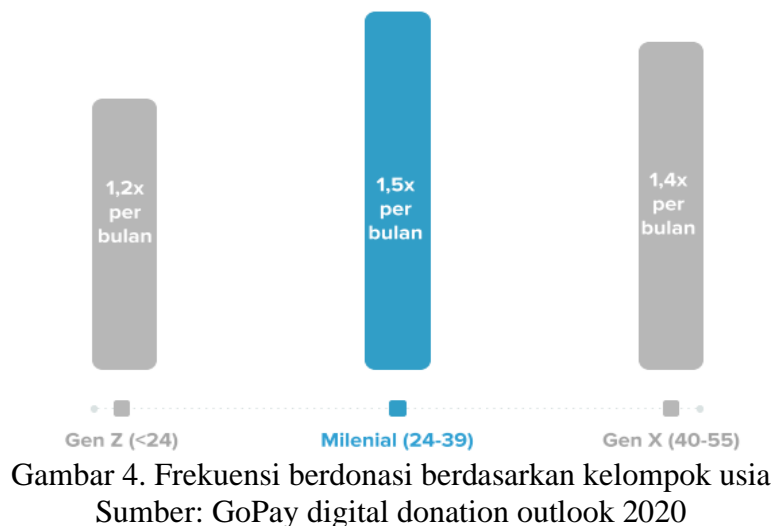 1,2x
per
bulan
1,5x
per
bulan
1,4x
per
bulan
Gen Z (<24)
Milenial (24-39)
Gen X (40-55)
Gambar 4. Frekuensi berdonasi berdasarkan kelompok usia
Sumber: GoPay digital donation outlook 2020